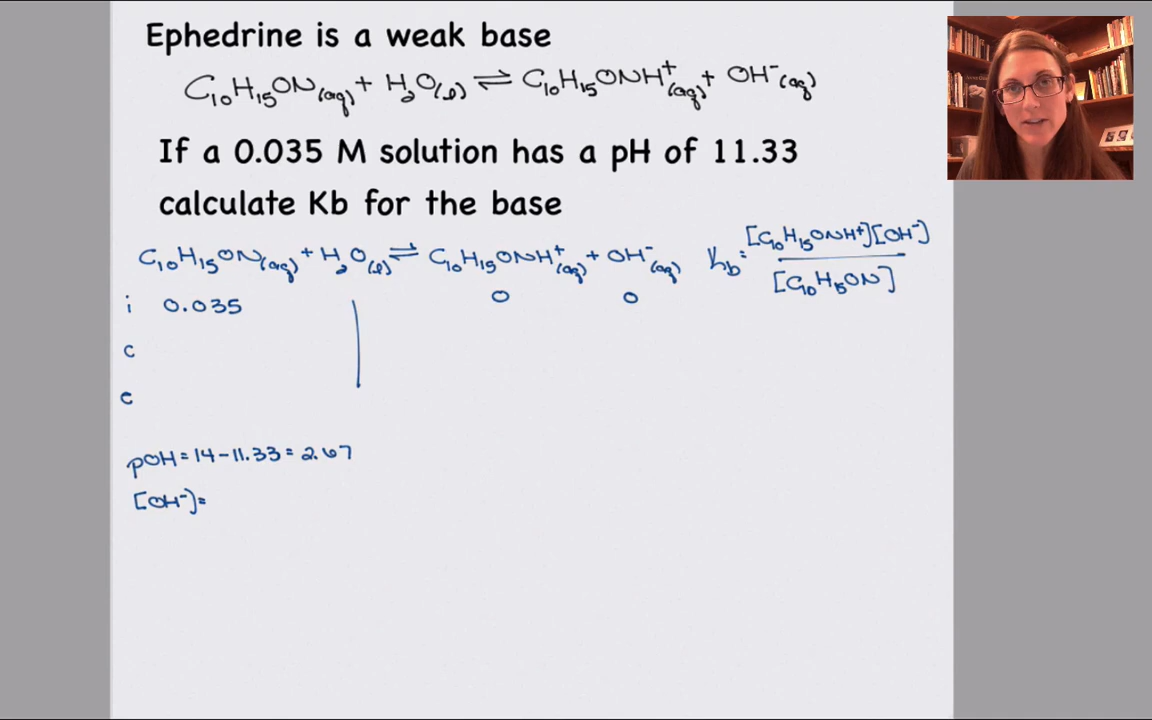 Ephedrine is a weak base
C₁₀H₁₅ON(aq) + H₂O(l) ⇌ C₁₀H₁₅ONH⁺(aq) + OH⁻(aq)
If a 0.035 M solution has a pH of 11.33
calculate Kb for the base
C₁₀H₁₅ON(aq) + H₂O(l) ⇌ C₁₀H₁₅ONH⁺(aq) + OH⁻(aq) Kb = [C₁₀H₁₅ONH⁺][OH⁻] / [C₁₀H₁₅ON]
i 0.035 0 0
c
e
pOH = 14 - 11.33 = 2.67
[OH⁻] =